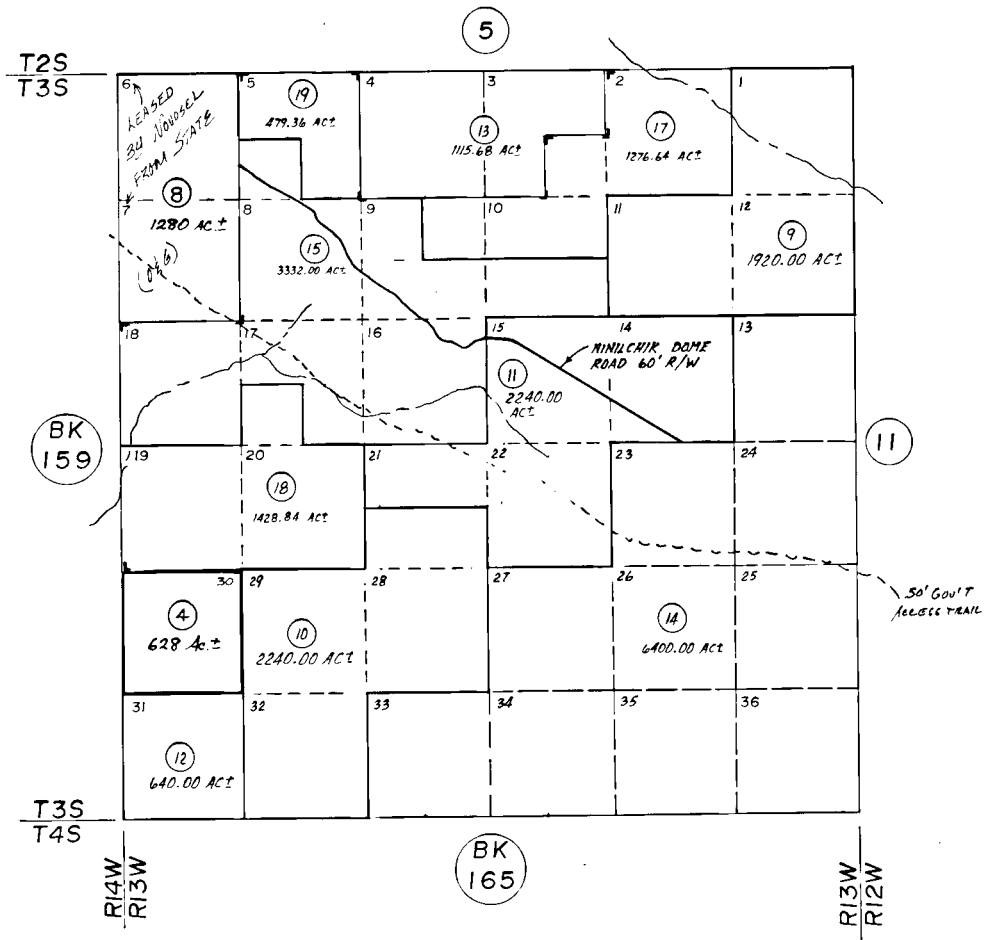 5
T2S
T3S
6
5
4
3
2
1
LEASED
BY NOVOSEL
FROM STATE
19
479.36 AC±
13
1115.68 AC±
17
1276.64 AC±
7
8
9
10
11
12
8
1280 AC.±
(O&G)
15
3332.00 AC±
9
1920.00 AC±
18
17
16
15
14
13
NINILCHIK DOME
ROAD 60' R/W
11
2240.00
AC±
BK
159
11
19
20
21
22
23
24
18
1428.84 AC±
30
29
28
27
26
25
50' GOV'T
ACCESS TRAIL
4
628 AC.±
10
2240.00 AC±
14
6400.00 AC±
31
32
33
34
35
36
12
640.00 AC±
T3S
T4S
BK
165
R14W
R13W
R13W
R12W